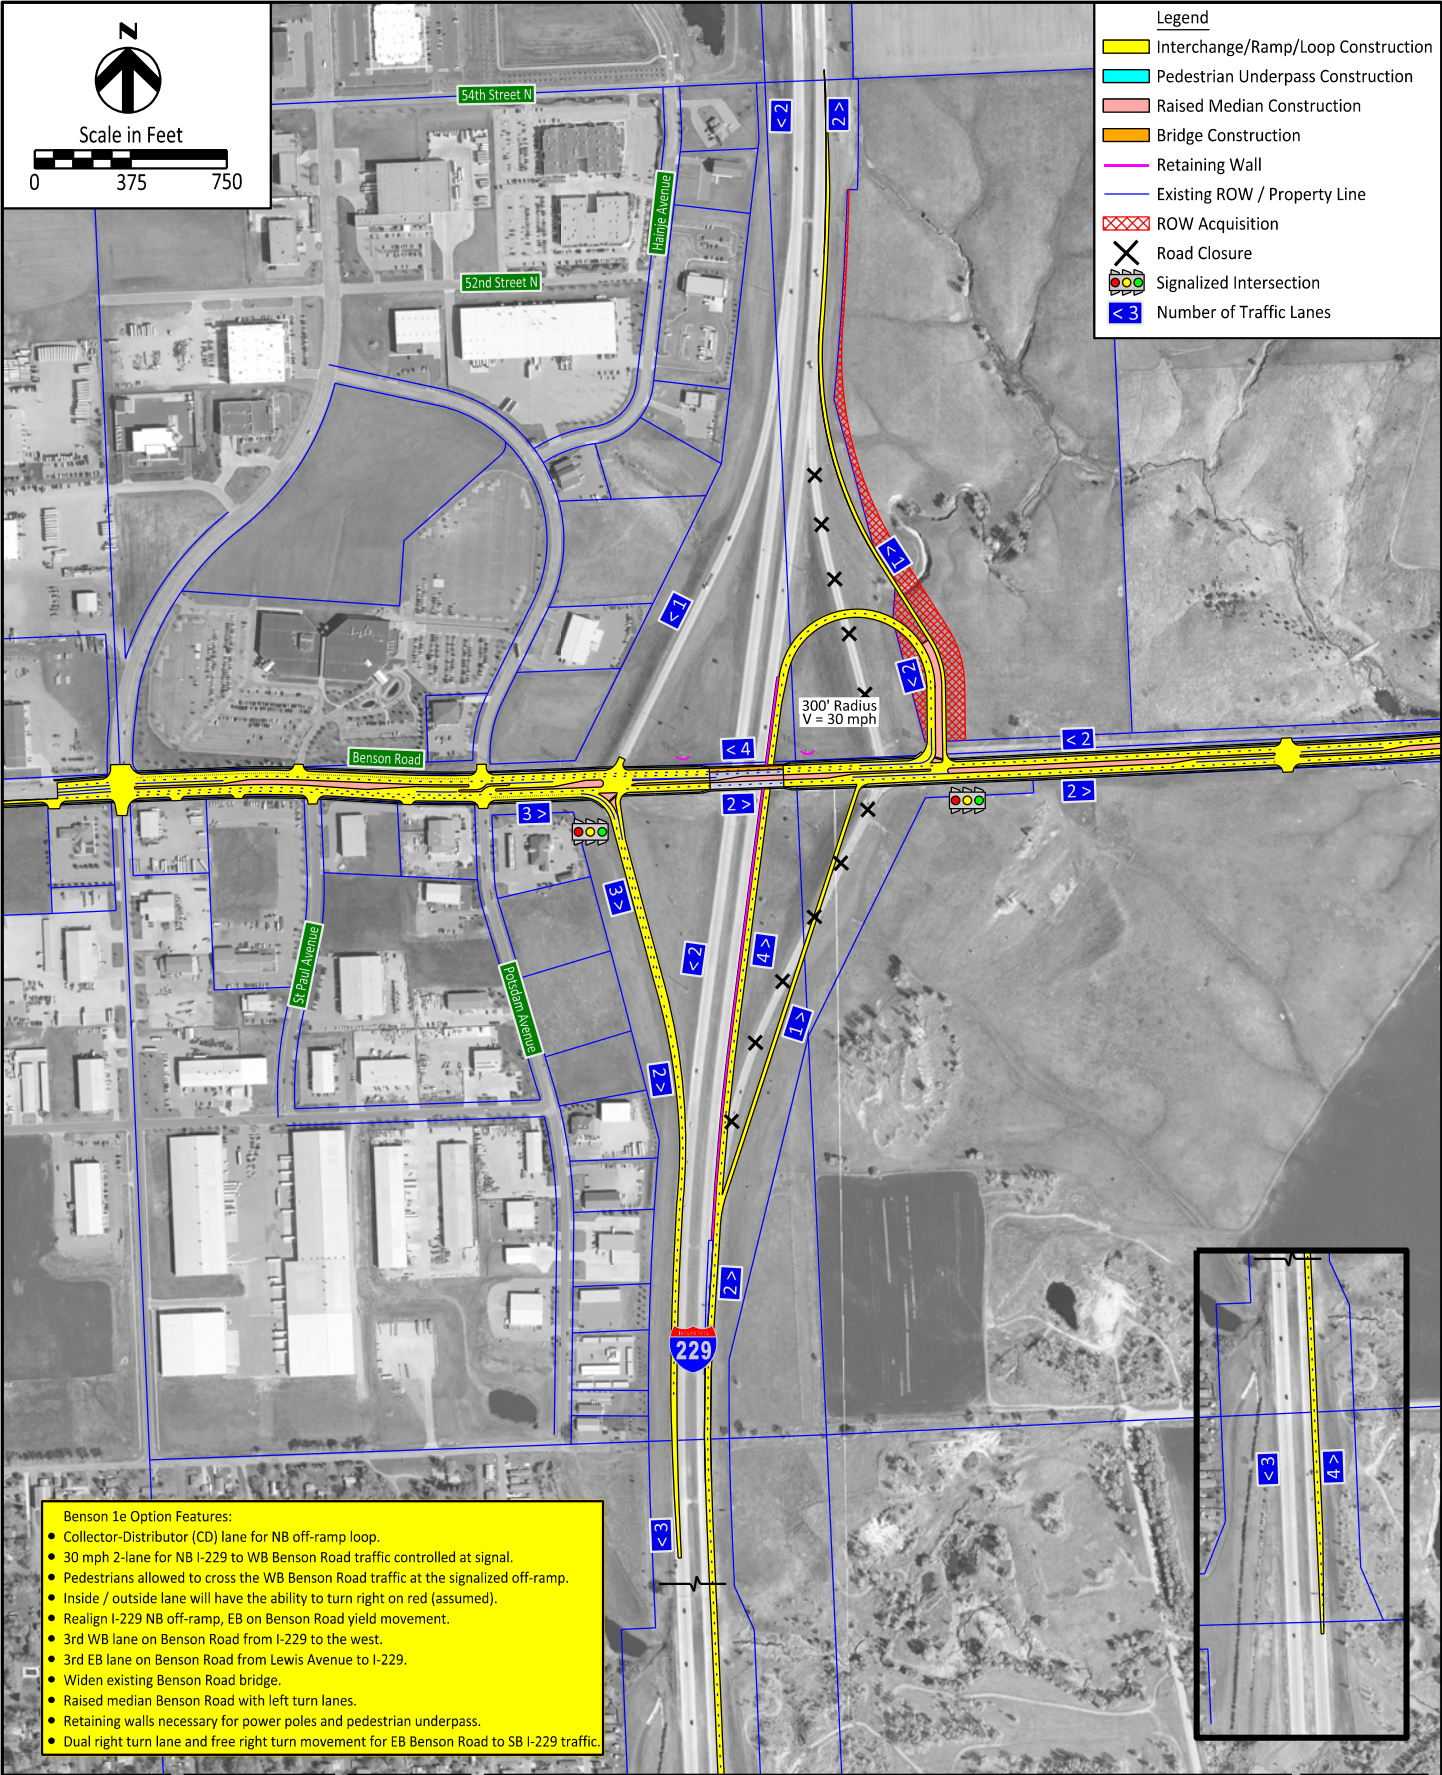 N
Scale in Feet
0 375 750
Legend
Interchange/Ramp/Loop Construction
Pedestrian Underpass Construction
Raised Median Construction
Bridge Construction
Retaining Wall
Existing ROW / Property Line
ROW Acquisition
Road Closure
Signalized Intersection
< 3 Number of Traffic Lanes
54th Street N
< 2
2 >
Hainje Avenue
52nd Street N
< 1
< 1
< 2
300' Radius
V = 30 mph
Benson Road
< 4
< 2
3 >
2 >
2 >
3 >
< 2
4 >
St Paul Avenue
Potsdam Avenue
1 >
2 >
2 >
INTERSTATE
229
< 3
< 3
4 >
Benson 1e Option Features:
• Collector-Distributor (CD) lane for NB off-ramp loop.
• 30 mph 2-lane for NB I-229 to WB Benson Road traffic controlled at signal.
• Pedestrians allowed to cross the WB Benson Road traffic at the signalized off-ramp.
• Inside / outside lane will have the ability to turn right on red (assumed).
• Realign I-229 NB off-ramp, EB on Benson Road yield movement.
• 3rd WB lane on Benson Road from I-229 to the west.
• 3rd EB lane on Benson Road from Lewis Avenue to I-229.
• Widen existing Benson Road bridge.
• Raised median Benson Road with left turn lanes.
• Retaining walls necessary for power poles and pedestrian underpass.
• Dual right turn lane and free right turn movement for EB Benson Road to SB I-229 traffic.